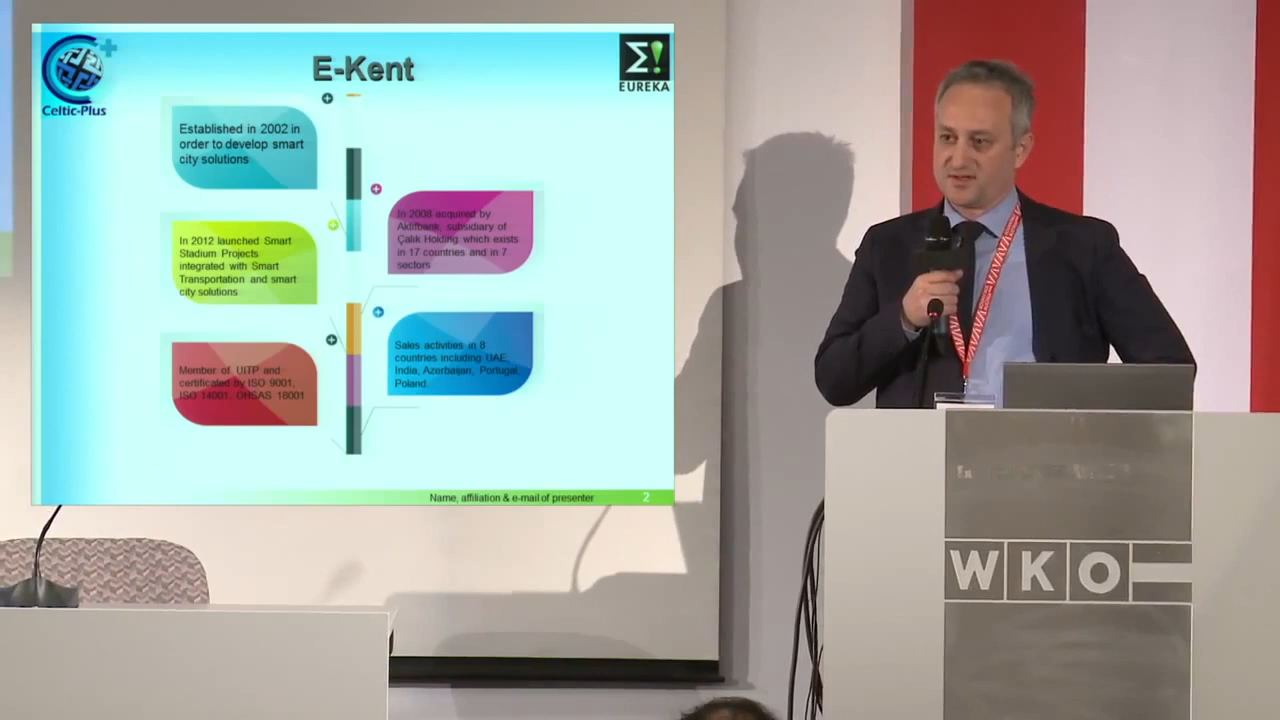 E-Kent
Celtic-Plus
Σ!
EUREKA
Established in 2002 in
order to develop smart
city solutions
In 2008 acquired by
Aktifbank, subsidiary of
Çalık Holding which exists
in 17 countries and in 7
sectors
In 2012 launched Smart
Stadium Projects
integrated with Smart
Transportation and smart
city solutions
Sales activities in 8
countries including UAE,
India, Azerbaijan, Portugal,
Poland.
Member of UITP and
certificated by ISO 9001,
ISO 14001, OHSAS 18001
Name, affiliation & e-mail of presenter
2
WKO